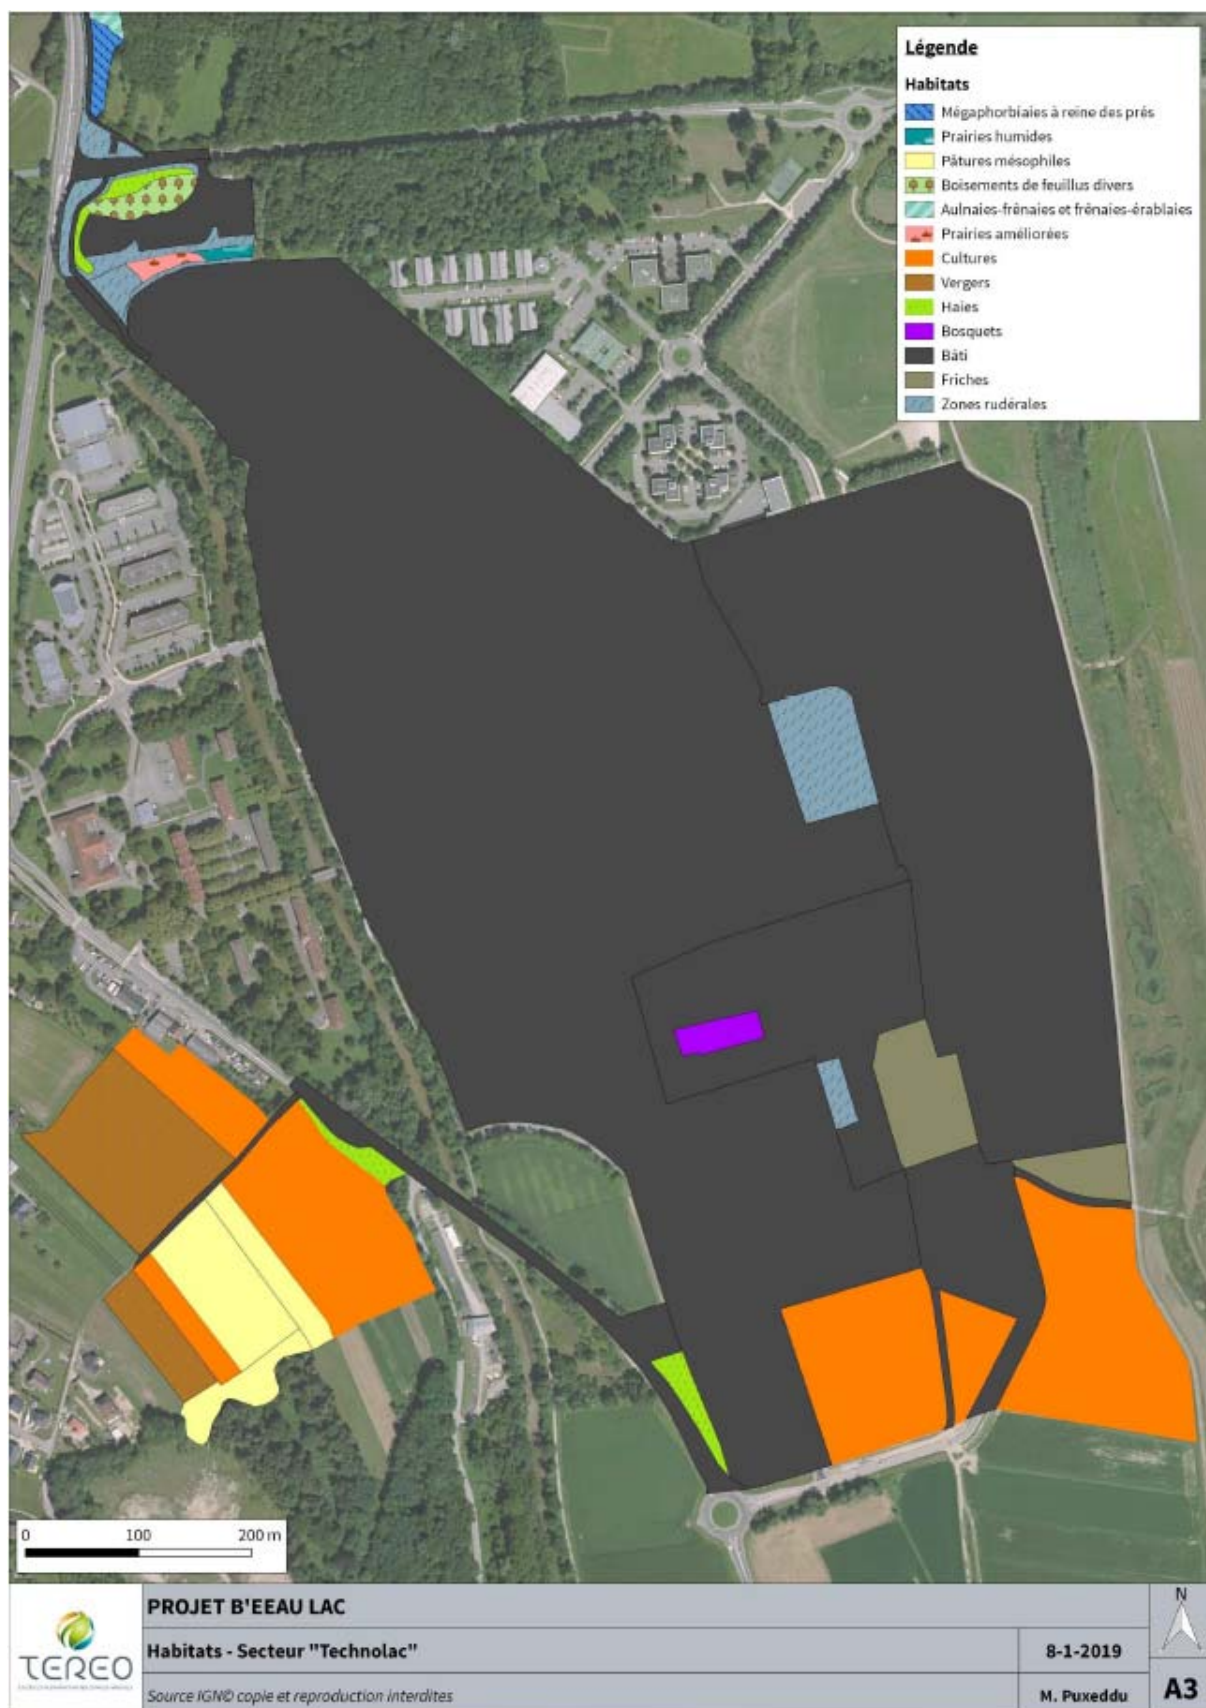 Légende
Habitats
Mégaphorbiaies à reine des prés
Prairies humides
Pâtures mésophiles
Boisements de feuillus divers
Aulnaies-frênaies et frênaies-érablaies
Prairies améliorées
Cultures
Vergers
Haies
Bosquets
Bâti
Friches
Zones rudérales
0 100 200 m
TEREO
PROJET B'EEAU LAC
Habitats - Secteur "Technolac"
8-1-2019
Source IGN© copie et reproduction interdites
M. Puxeddu
N
A3